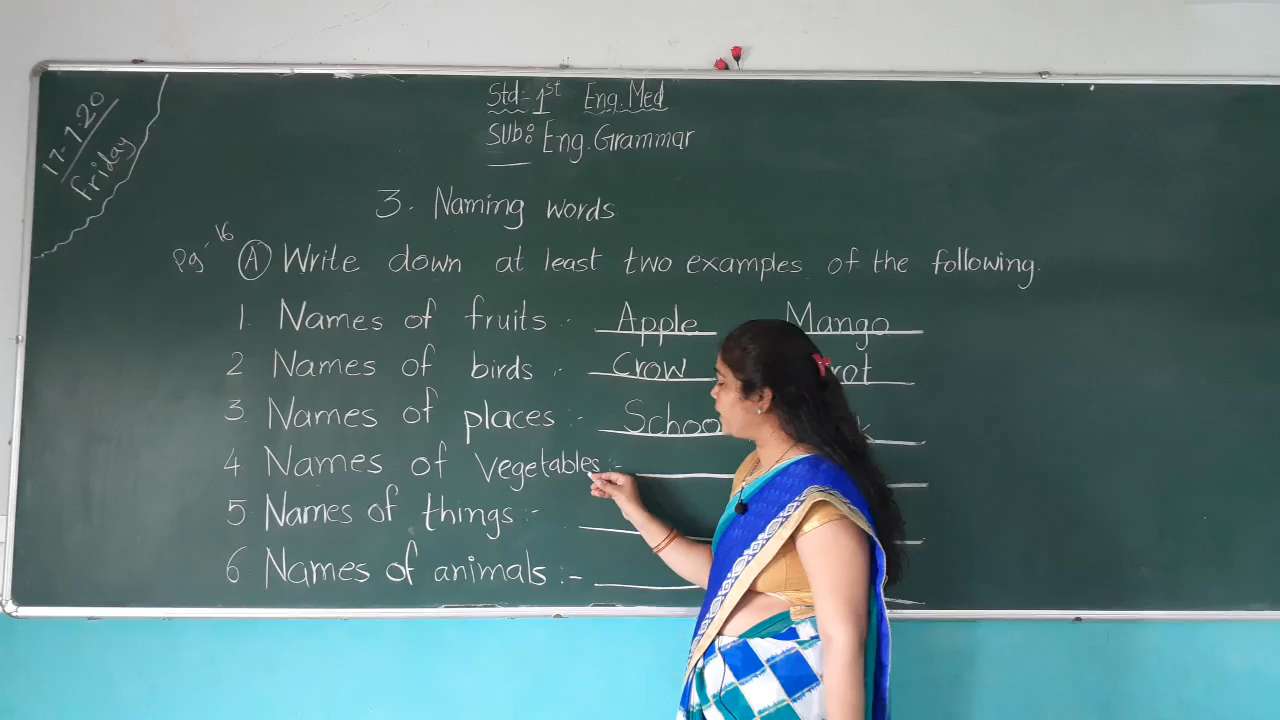 17-7-20
Friday
Std:- 1st Eng. Med
Sub: Eng. Grammar
3. Naming words
Pg- 16 (A) Write down at least two examples of the following.
1. Names of fruits :- Apple Mango
2 Names of birds :- Crow rot
3. Names of places :- Schoo
4 Names of Vegetables :-
5 Names of things :-
6 Names of animals :-